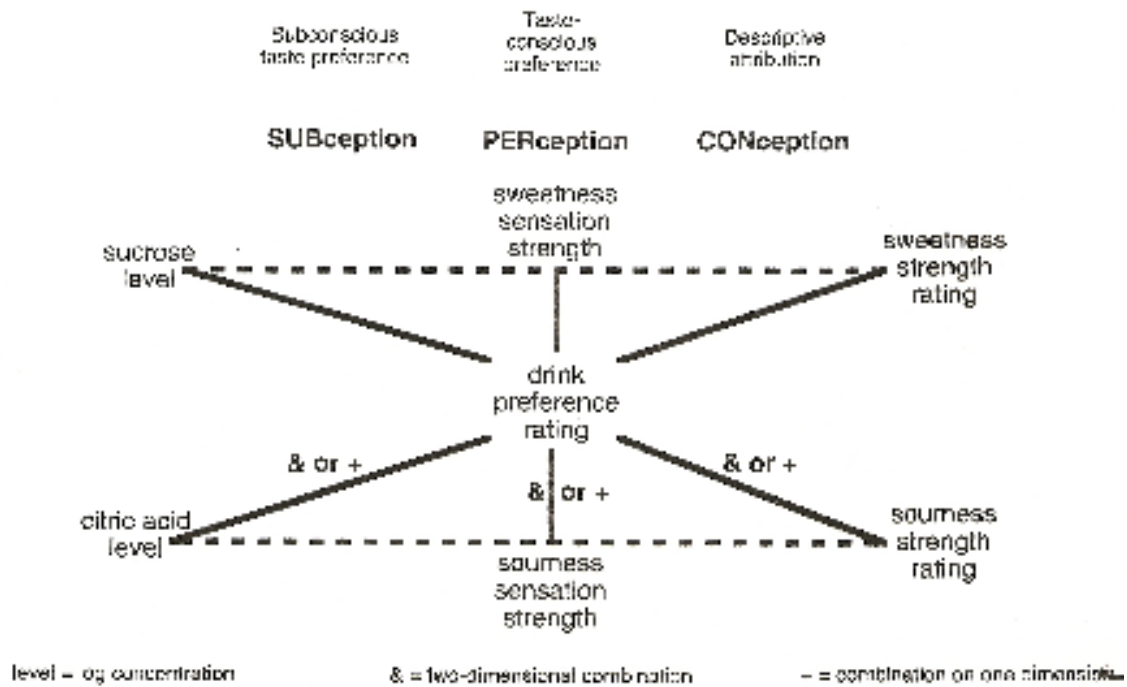 Subconscious
taste preference
Taste-
conscious
preference
Descriptive
attribution
SUBception
PERception
CONception
sweetness
sensation
strength
sucrose
level
sweetness
strength
rating
drink
preference
rating
& or +
& or +
& or +
citric acid
level
sourness
strength
rating
sourness
sensation
strength
level = log concentration
& = two-dimensional combination
= combination on one dimension